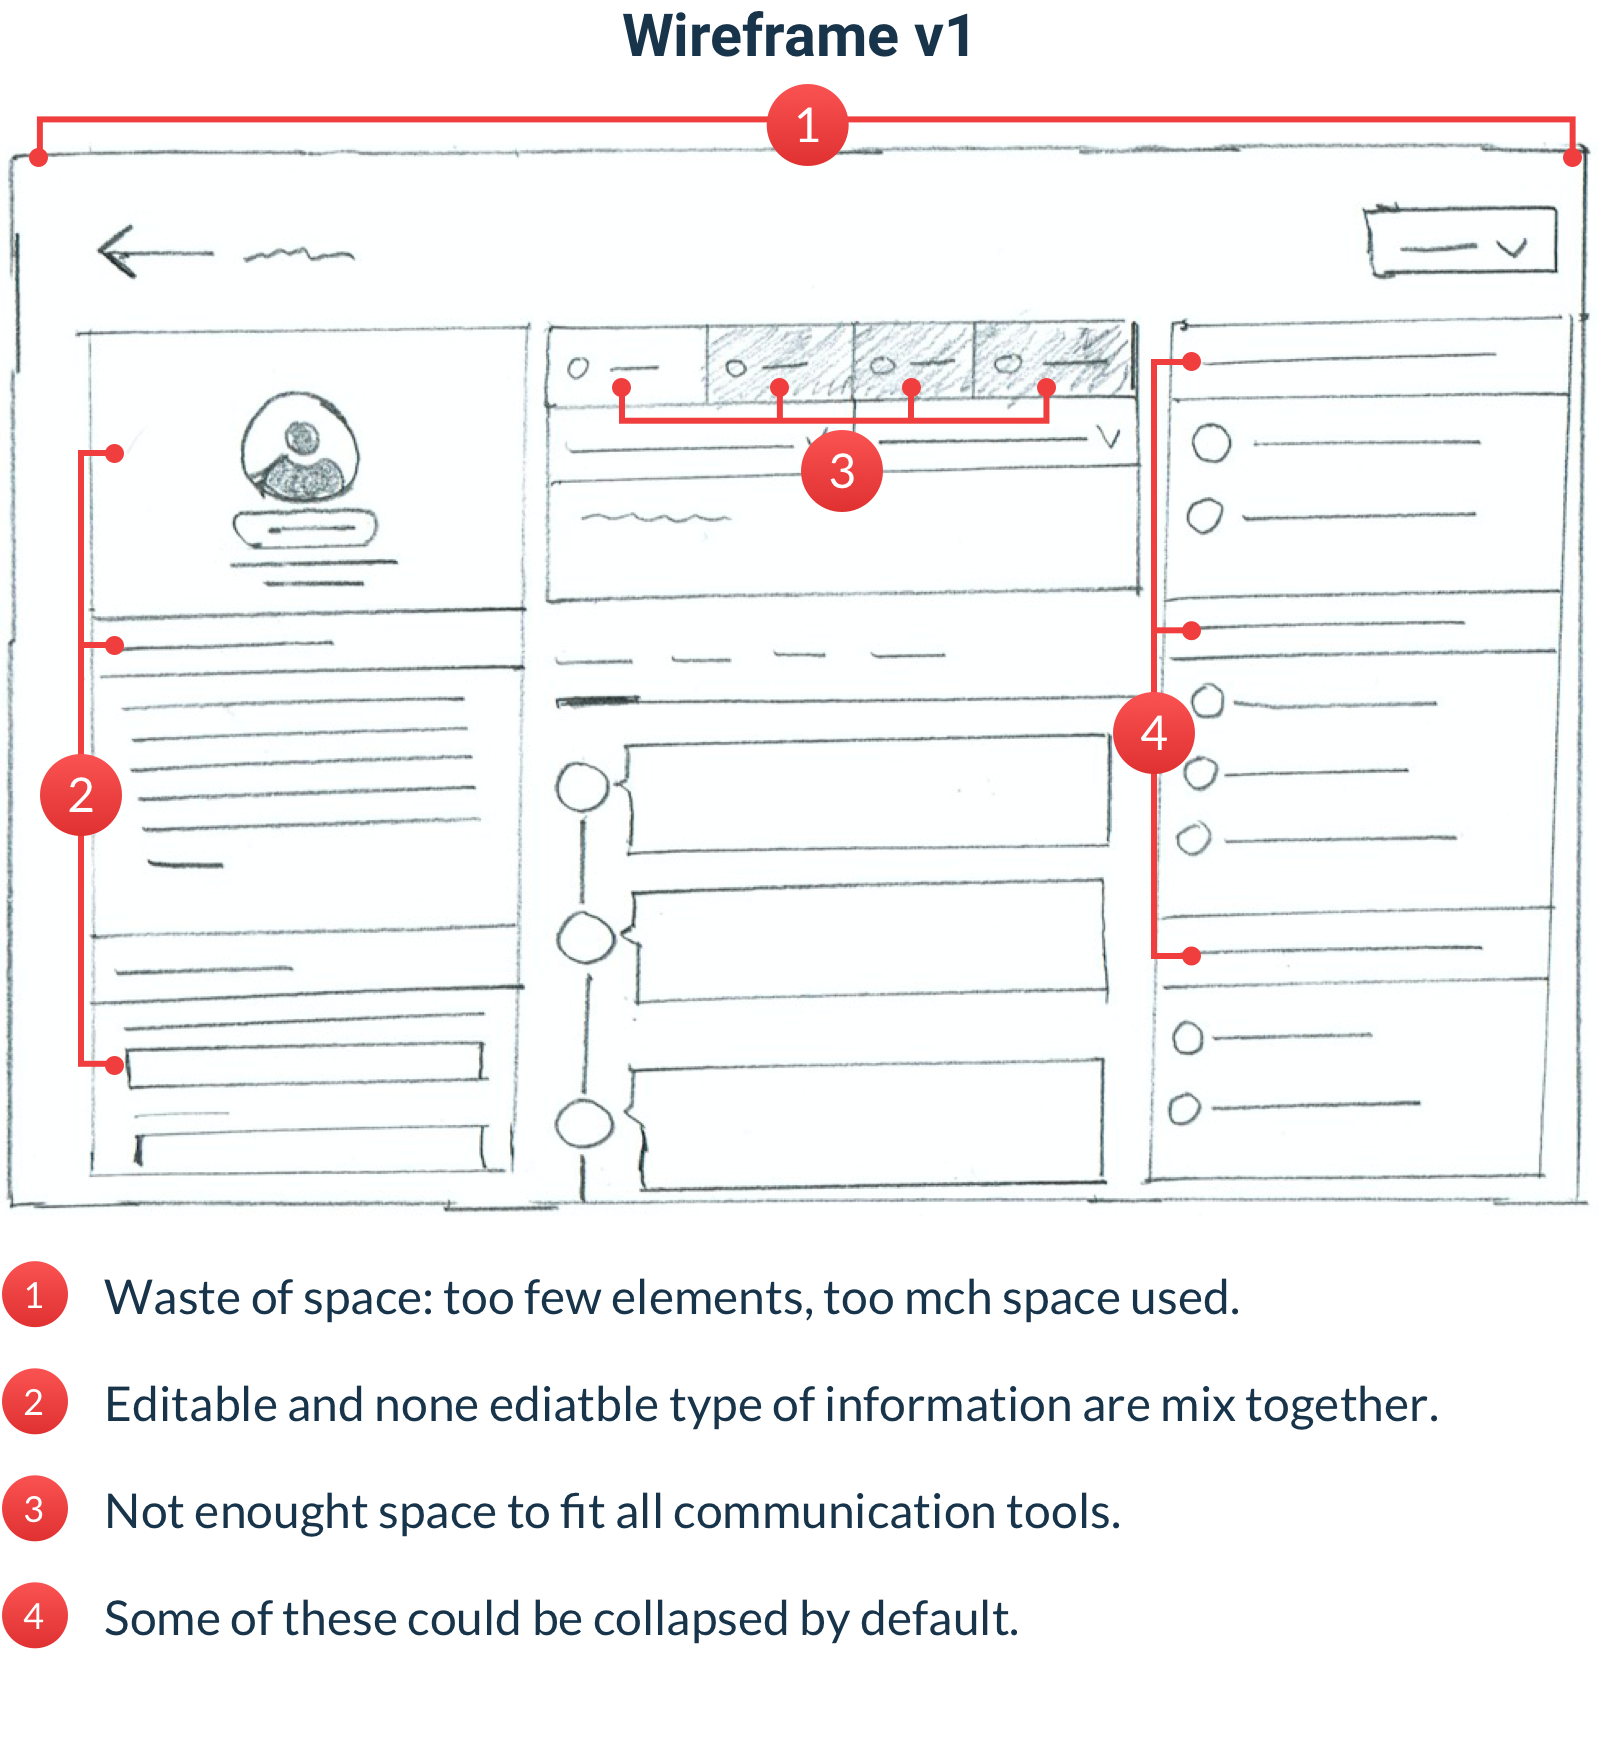 Wireframe v1
1
3
4
2
1 Waste of space: too few elements, too mch space used.
2 Editable and none ediatble type of information are mix together.
3 Not enought space to fit all communication tools.
4 Some of these could be collapsed by default.